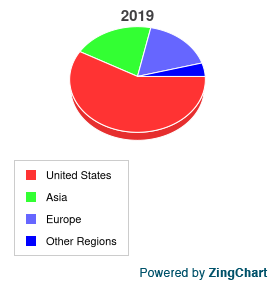 2019
United States
Asia
Europe
Other Regions
Powered by ZingChart